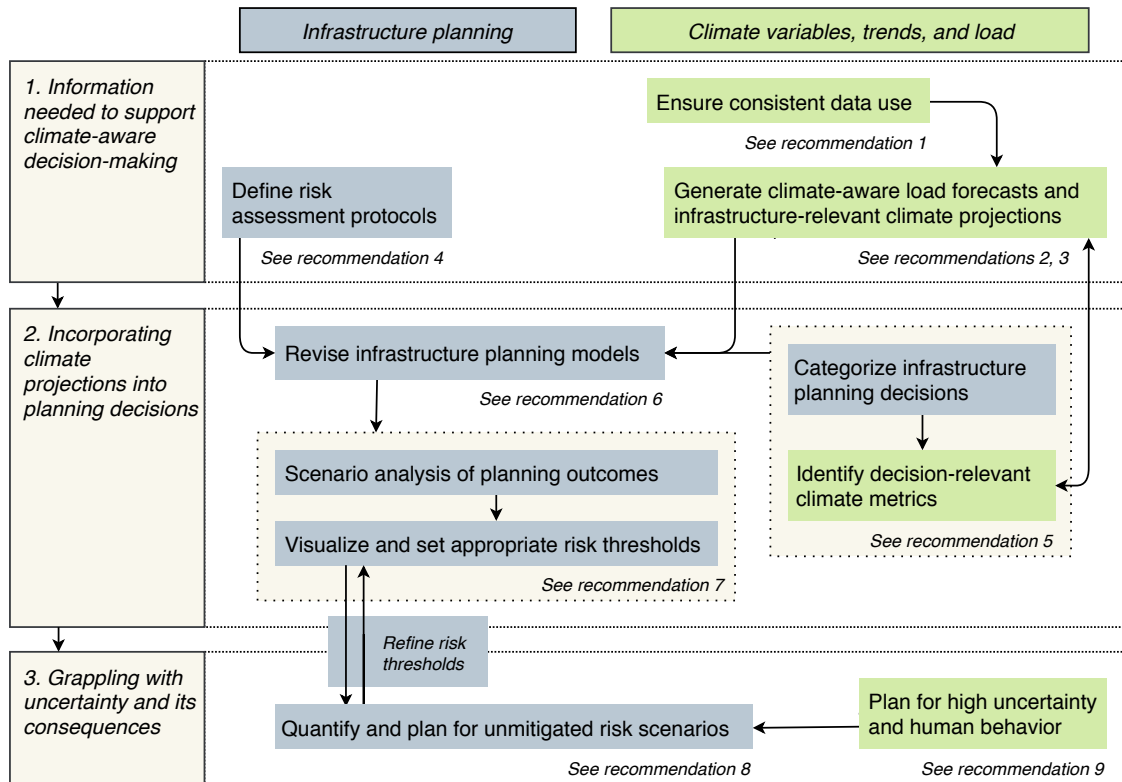 Infrastructure planning
Climate variables, trends, and load
1. Information
needed to support
climate-aware
decision-making
Ensure consistent data use
See recommendation 1
Define risk
assessment protocols
See recommendation 4
Generate climate-aware load forecasts and
infrastructure-relevant climate projections
See recommendations 2, 3
2. Incorporating
climate
projections into
planning decisions
Revise infrastructure planning models
See recommendation 6
Categorize infrastructure
planning decisions
Identify decision-relevant
climate metrics
See recommendation 5
Scenario analysis of planning outcomes
Visualize and set appropriate risk thresholds
See recommendation 7
Refine risk
thresholds
3. Grappling with
uncertainty and its
consequences
Quantify and plan for unmitigated risk scenarios
See recommendation 8
Plan for high uncertainty
and human behavior
See recommendation 9